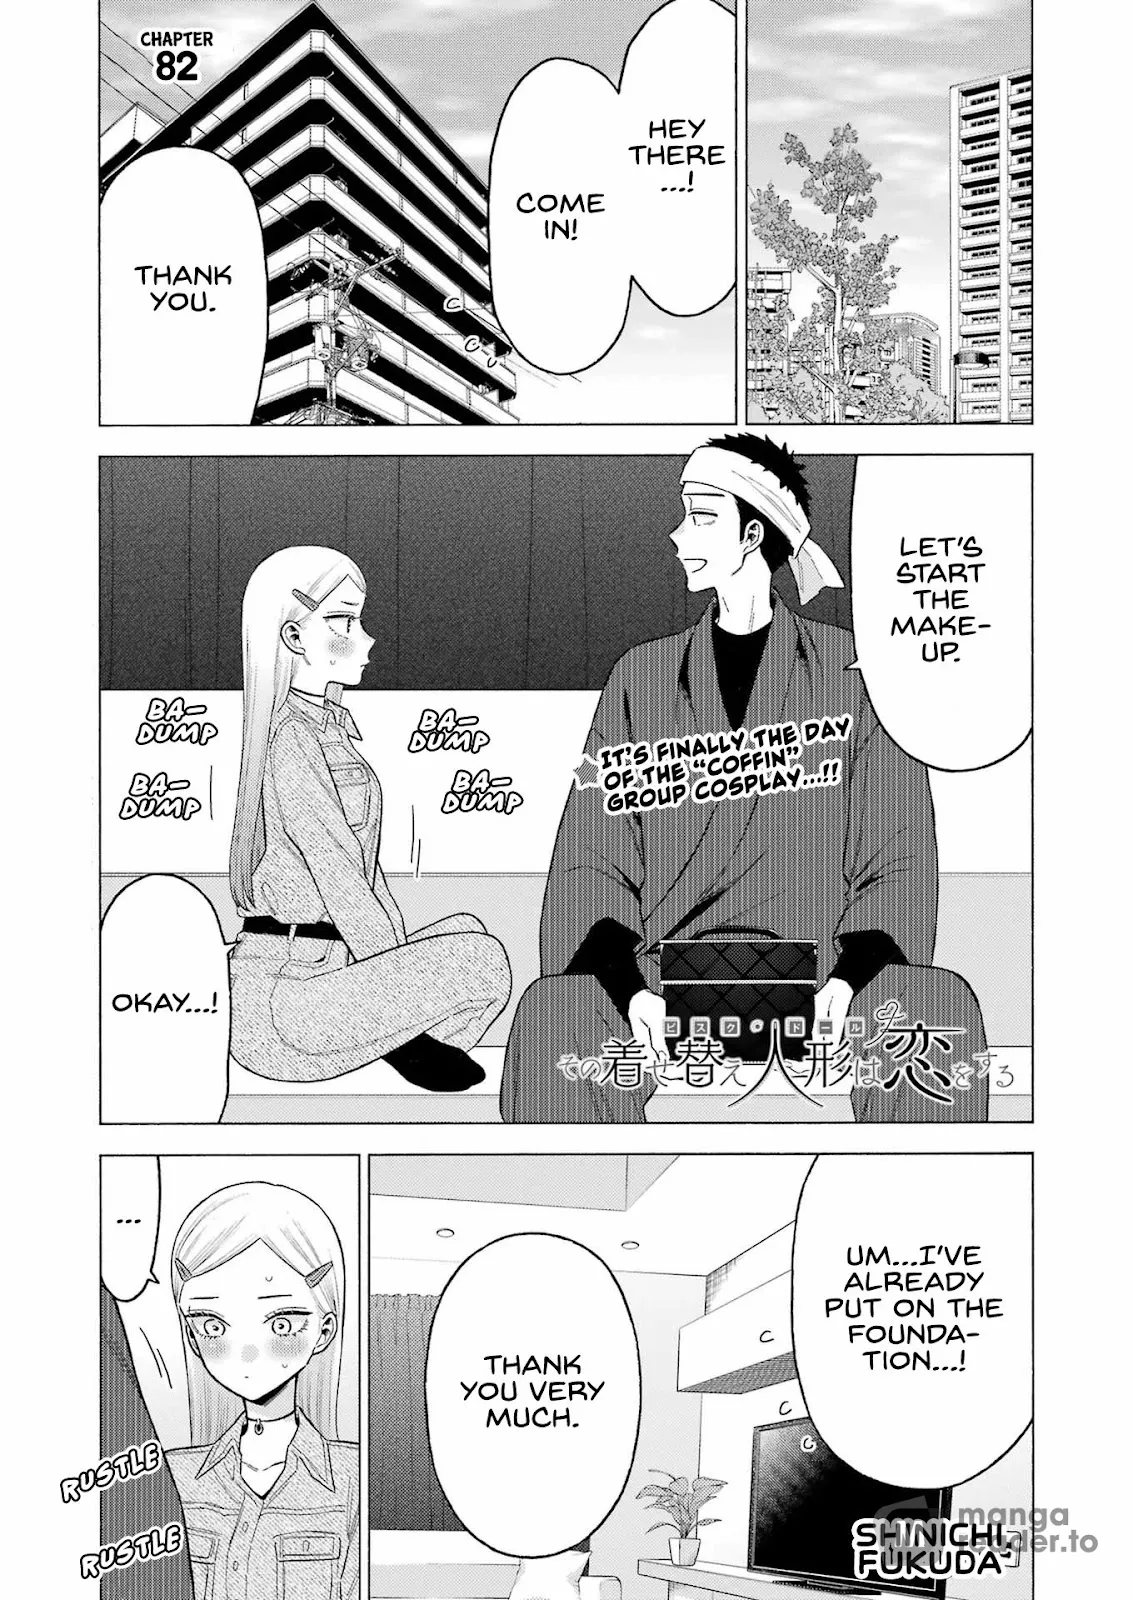 CHAPTER
82
HEY
THERE
...!
COME
IN!
THANK
YOU.
LET'S
START
THE
MAKE-
UP.
BA-
DUMP
BA-
DUMP
BA-
DUMP
BA-
DUMP
IT'S FINALLY THE DAY
OF THE "COFFIN"
GROUP COSPLAY...!!
OKAY...!
ビスク・ドール
その着せ替え人形は恋をする
UM...I'VE
ALREADY
PUT ON THE
FOUNDA-
TION...!
THANK
YOU VERY
MUCH.
...
RUSTLE
RUSTLE
SHINICHI
FUKUDA
manga
reader.to